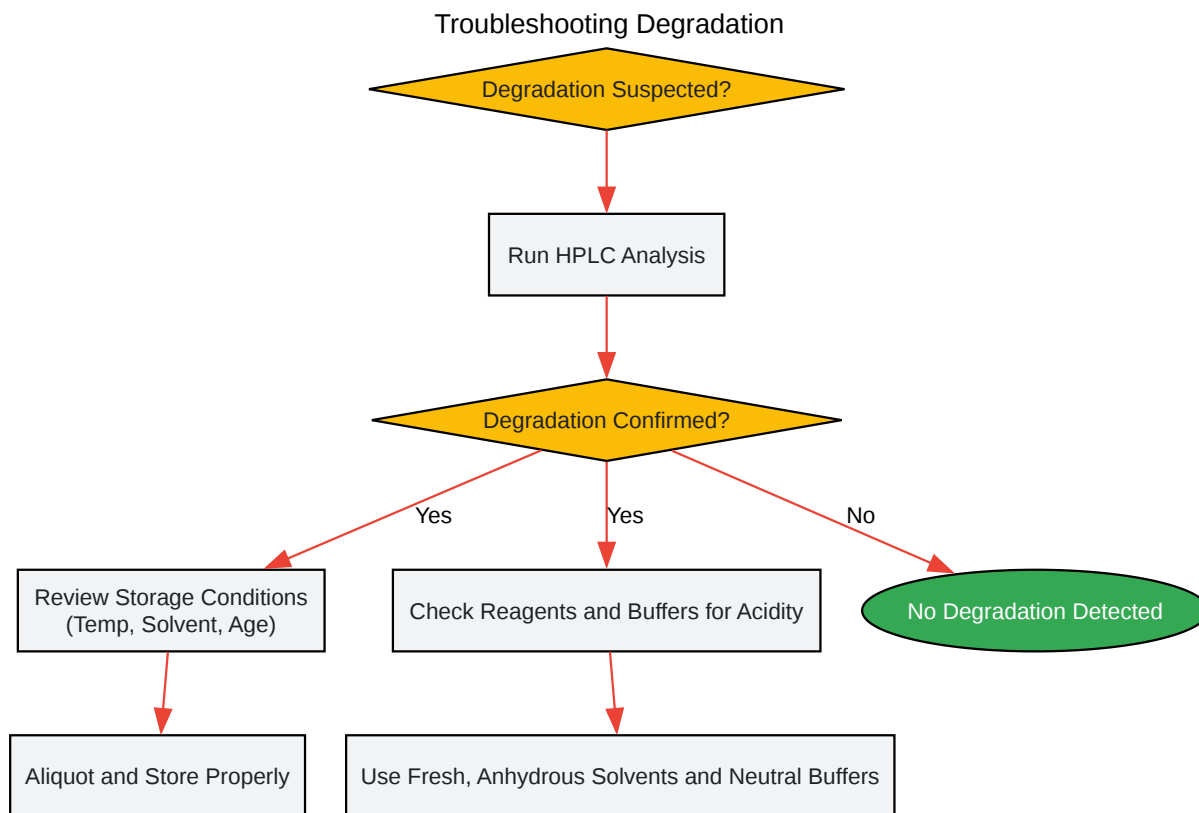 Troubleshooting Degradation
Degradation Suspected?
Run HPLC Analysis
Degradation Confirmed?
Yes
Yes
No
Review Storage Conditions
(Temp, Solvent, Age)
Check Reagents and Buffers for Acidity
No Degradation Detected
Aliquot and Store Properly
Use Fresh, Anhydrous Solvents and Neutral Buffers